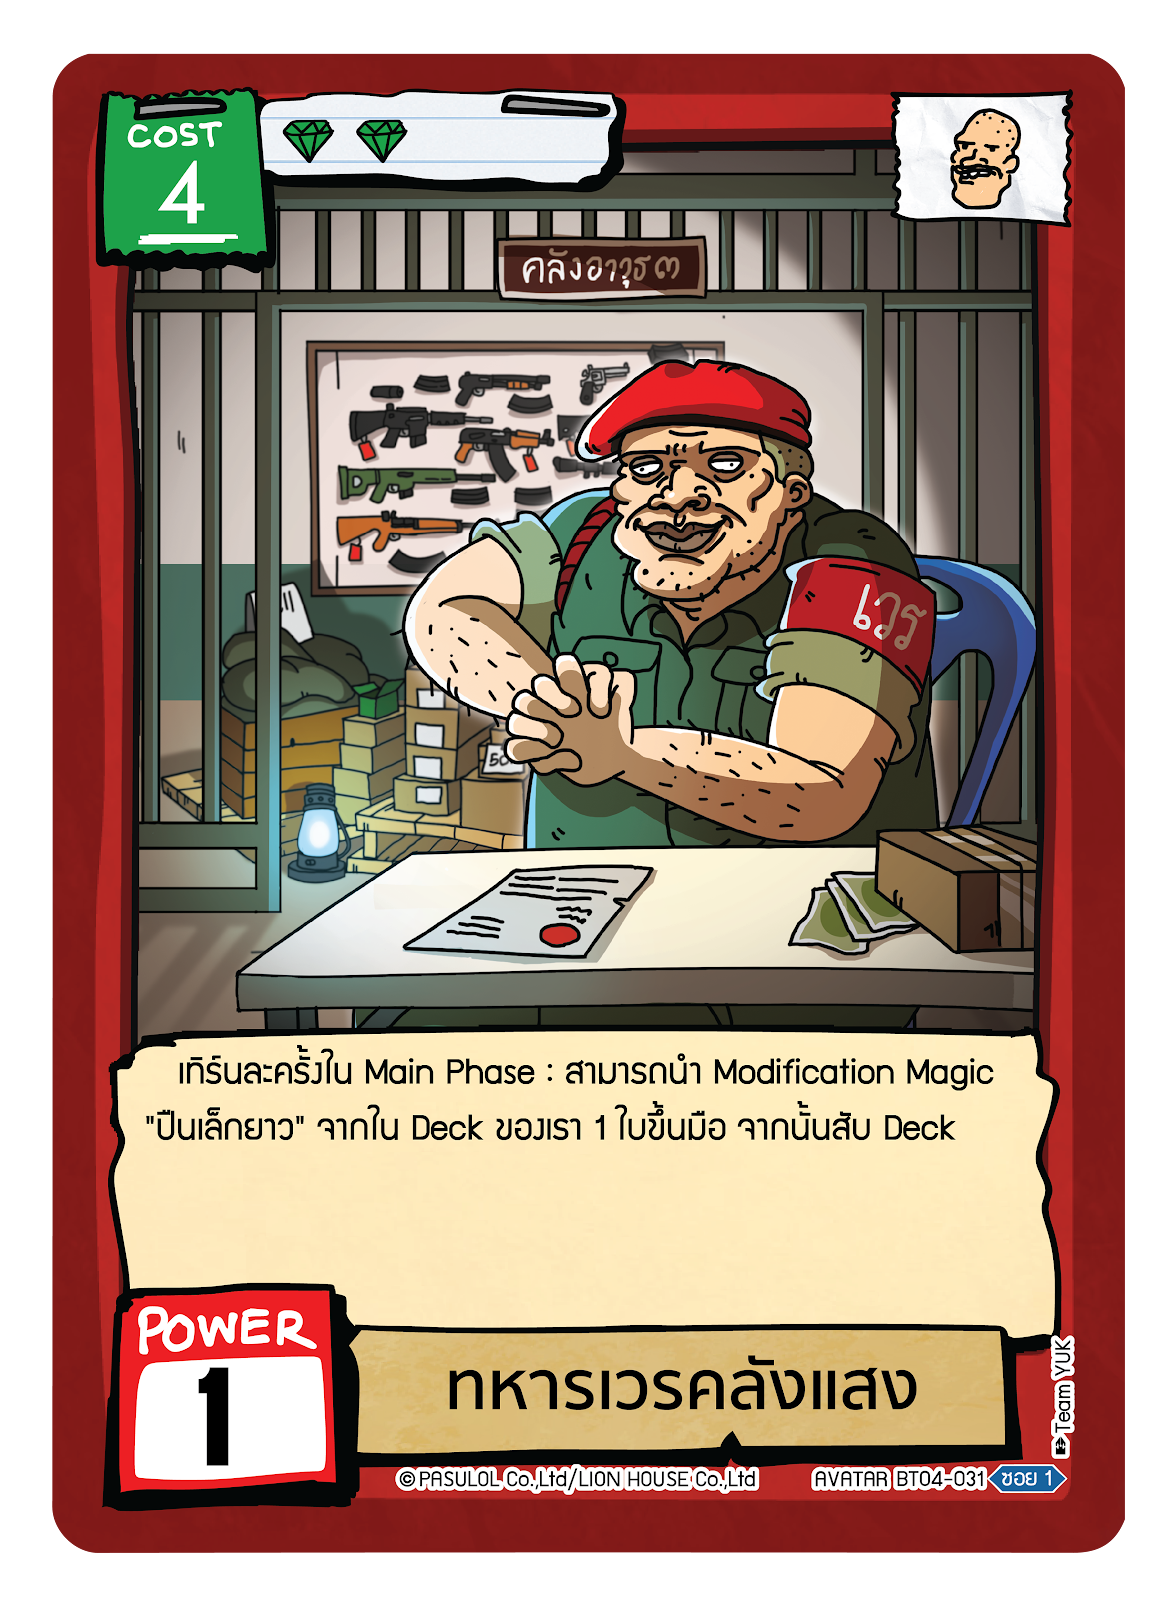 COST
4
คลังอาวุธ ๓
เวร
50
เทิร์นละครั้งใน Main Phase : สามารถนำ Modification Magic
"ปืนเล็กยาว" จากใน Deck ของเรา 1 ใบขึ้นมือ จากนั้นสับ Deck
POWER
1
ทหารเวรคลังแสง
Team YUK
© PASULOL Co.,Ltd/LION HOUSE Co.,Ltd
AVATAR BT04-031 ซอย 1